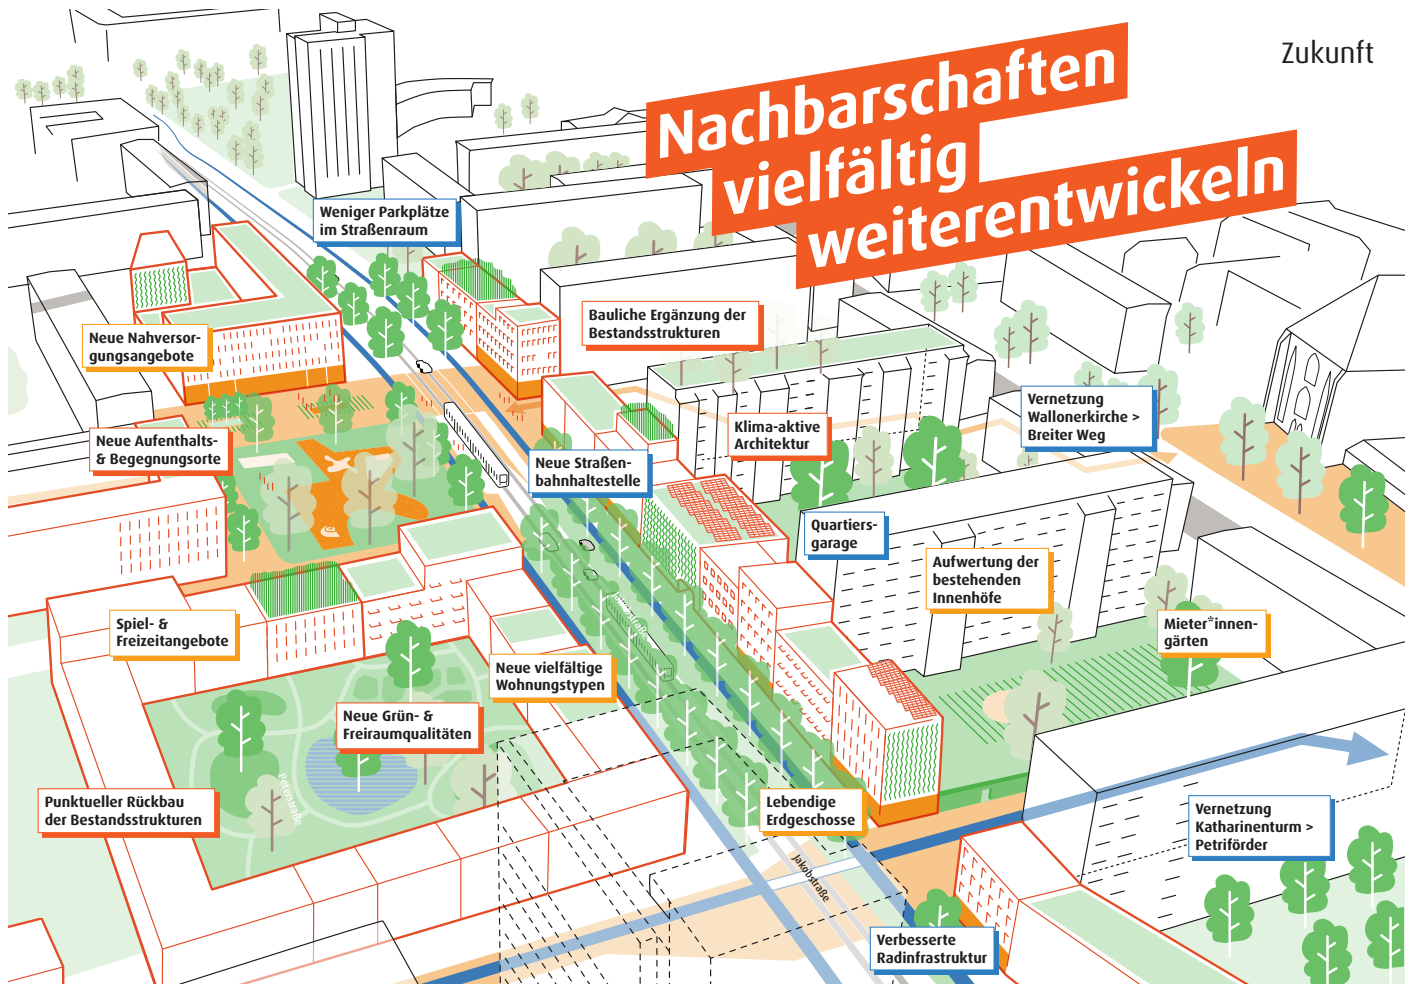 Zukunft
Nachbarschaften
vielfältig
weiterentwickeln
Weniger Parkplätze
im Straßenraum
Neue Nahversor-
gungsangebote
Bauliche Ergänzung der
Bestandsstrukturen
Neue Aufenthalts-
& Begegnungsorte
Klima-aktive
Architektur
Vernetzung
Wallonerkirche >
Breiter Weg
Neue Straßen-
bahnhaltestelle
Quartiers-
garage
Aufwertung der
bestehenden
Innenhöfe
Spiel- &
Freizeitangebote
Mieter*innen-
gärten
Neue vielfältige
Wohnungstypen
Neue Grün- &
Freiraumqualitäten
Peterstraße
Punktueller Rückbau
der Bestandsstrukturen
Lebendige
Erdgeschosse
Vernetzung
Katharinenturm >
Petriförder
Jakobstraße
Verbesserte
Radinfrastruktur